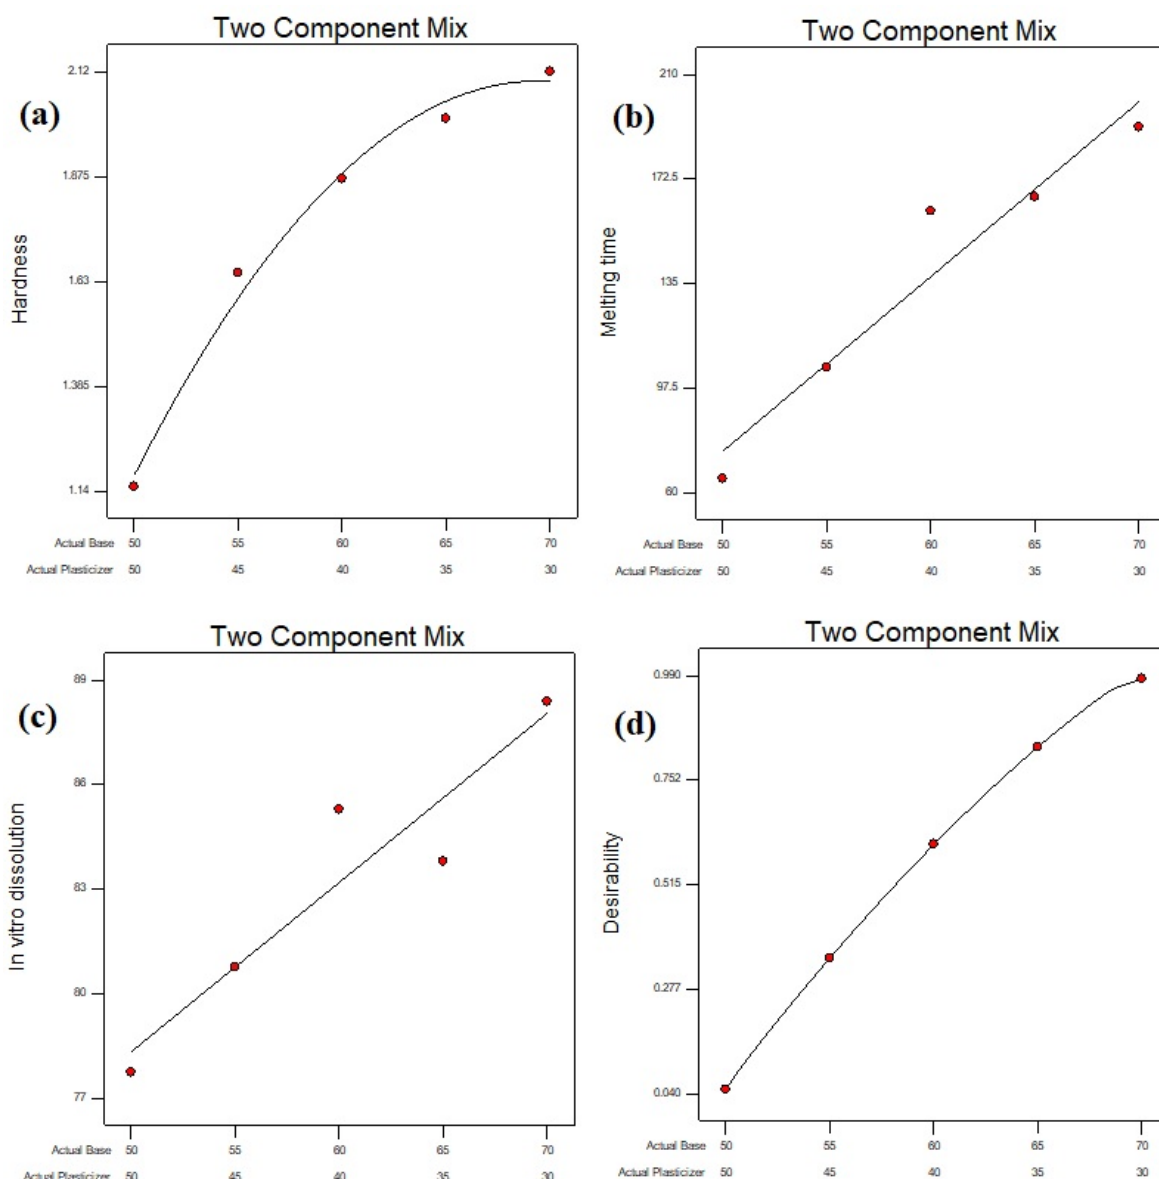 Two Component Mix
(a)
Hardness
2.12
1.875
1.63
1.385
1.14
Actual Base 50 55 60 65 70
Actual Plasticizer 50 45 40 35 30
Two Component Mix
(b)
Melting time
210
172.5
135
97.5
60
Actual Base 50 55 60 65 70
Actual Plasticizer 50 45 40 35 30
Two Component Mix
(c)
In vitro dissolution
89
86
83
80
77
Actual Base 50 55 60 65 70
Actual Plasticizer 50 45 40 35 30
Two Component Mix
(d)
Desirability
0.990
0.752
0.515
0.277
0.040
Actual Base 50 55 60 65 70
Actual Plasticizer 50 45 40 35 30